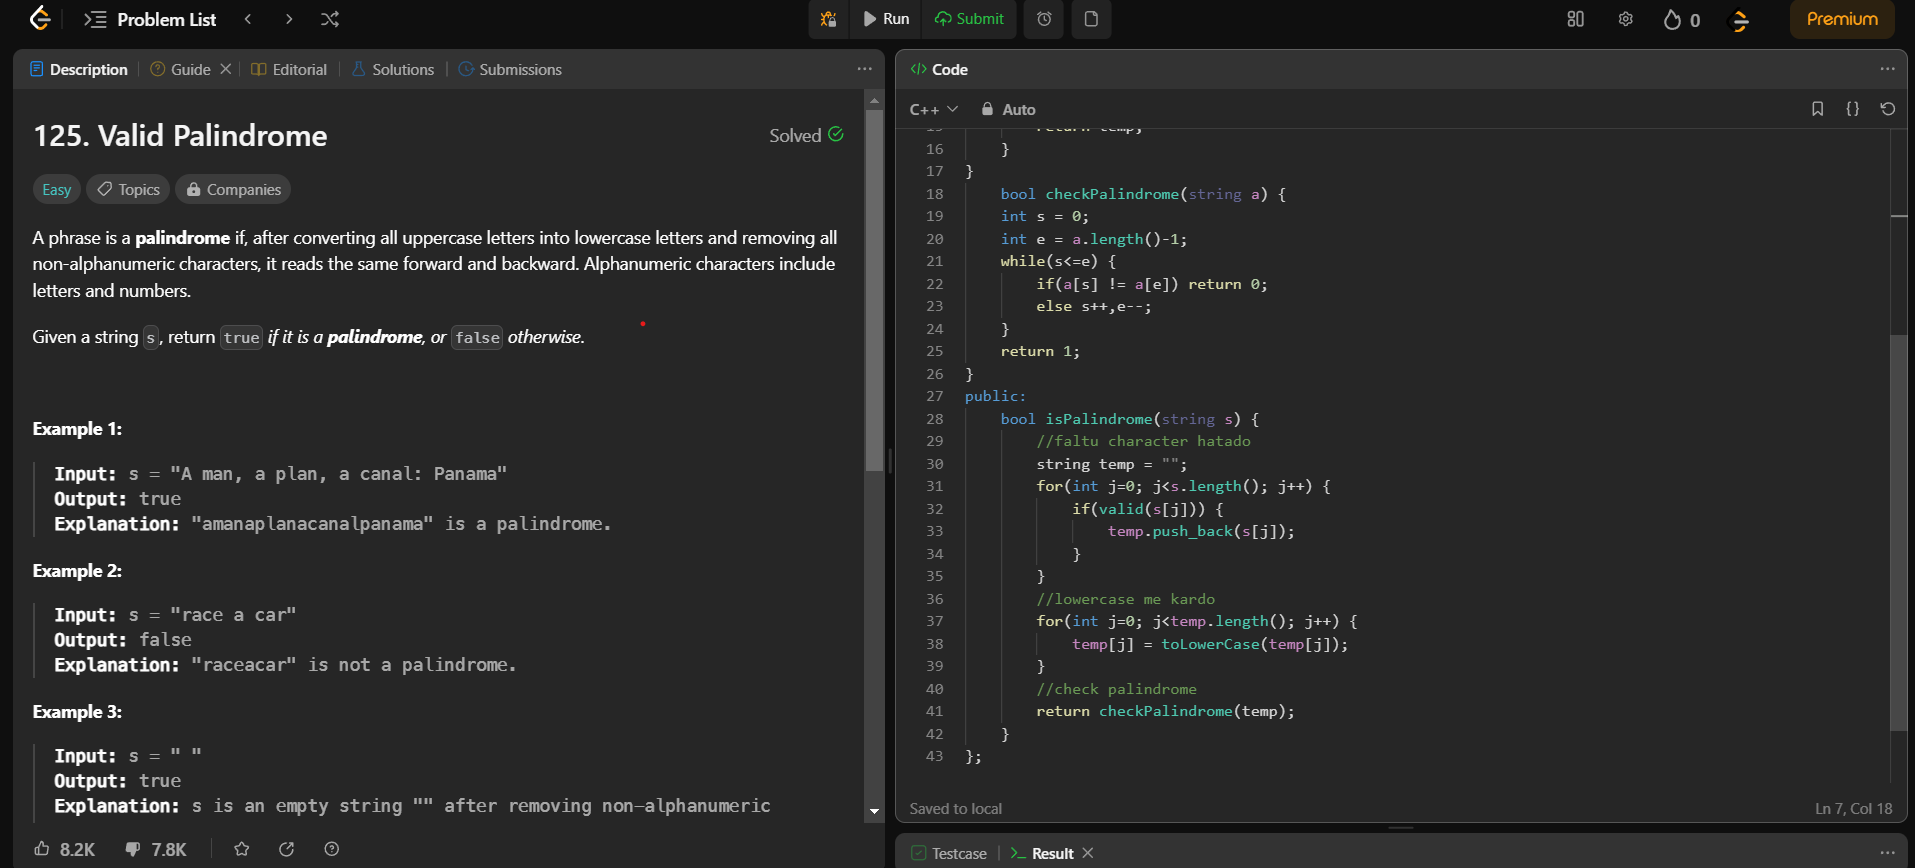 Problem List
Run
Submit
0
Premium
Description
Guide
Editorial
Solutions
Submissions
125. Valid Palindrome
Solved
Easy
Topics
Companies
A phrase is a palindrome if, after converting all uppercase letters into lowercase letters and removing all
non-alphanumeric characters, it reads the same forward and backward. Alphanumeric characters include
letters and numbers.
Given a string s, return true if it is a palindrome, or false otherwise.
Example 1:
Input: s = "A man, a plan, a canal: Panama"
Output: true
Explanation: "amanaplanacanalpanama" is a palindrome.
Example 2:
Input: s = "race a car"
Output: false
Explanation: "raceacar" is not a palindrome.
Example 3:
Input: s = " "
Output: true
Explanation: s is an empty string "" after removing non-alphanumeric
8.2K
7.8K
</> Code
C++
Auto
16 }
17 }
18 bool checkPalindrome(string a) {
19 int s = 0;
20 int e = a.length()-1;
21 while(s<=e) {
22 if(a[s] != a[e]) return 0;
23 else s++,e--;
24 }
25 return 1;
26 }
27 public:
28 bool isPalindrome(string s) {
29 //faltu character hatado
30 string temp = "";
31 for(int j=0; j<s.length(); j++) {
32 if(valid(s[j])) {
33 temp.push_back(s[j]);
34 }
35 }
36 //lowercase me kardo
37 for(int j=0; j<temp.length(); j++) {
38 temp[j] = toLowerCase(temp[j]);
39 }
40 //check palindrome
41 return checkPalindrome(temp);
42 }
43 };
Saved to local
Ln 7, Col 18
Testcase
Result